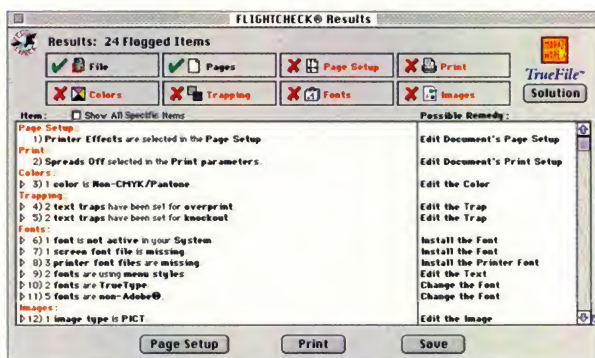 FLIGHTCHECK® Results
Results: 24 Flagged Items
File
Pages
Page Setup
Print
Colors
Trapping
Fonts
Images
TrueFile™
Solution
Item: Show All Specific Items Possible Remedy:
Page Setup:
1) Printer Effects are selected in the Page Setup Edit Document's Page Setup
Print
2) Spreads Off selected in the Print parameters. Edit Document's Print Setup
Colors:
3) 1 color is Non-CMYK/Pantone. Edit the Color
Trapping:
4) 2 text traps have been set for overprint. Edit the Trap
5) 2 text traps have been set for knockout Edit the Trap
Fonts:
6) 1 font is not active in your System. Install the Font
7) 1 screen font file is missing. Install the Font
8) 3 printer font files are missing. Install the Printer Font
9) 2 fonts are using menu styles Edit the Text
10) 2 fonts are TrueType. Change the Font
11) 5 fonts are non-Adobe®. Change the Font
Images:
12) 1 image type is PICT. Edit the Image
Page Setup
Print
Save